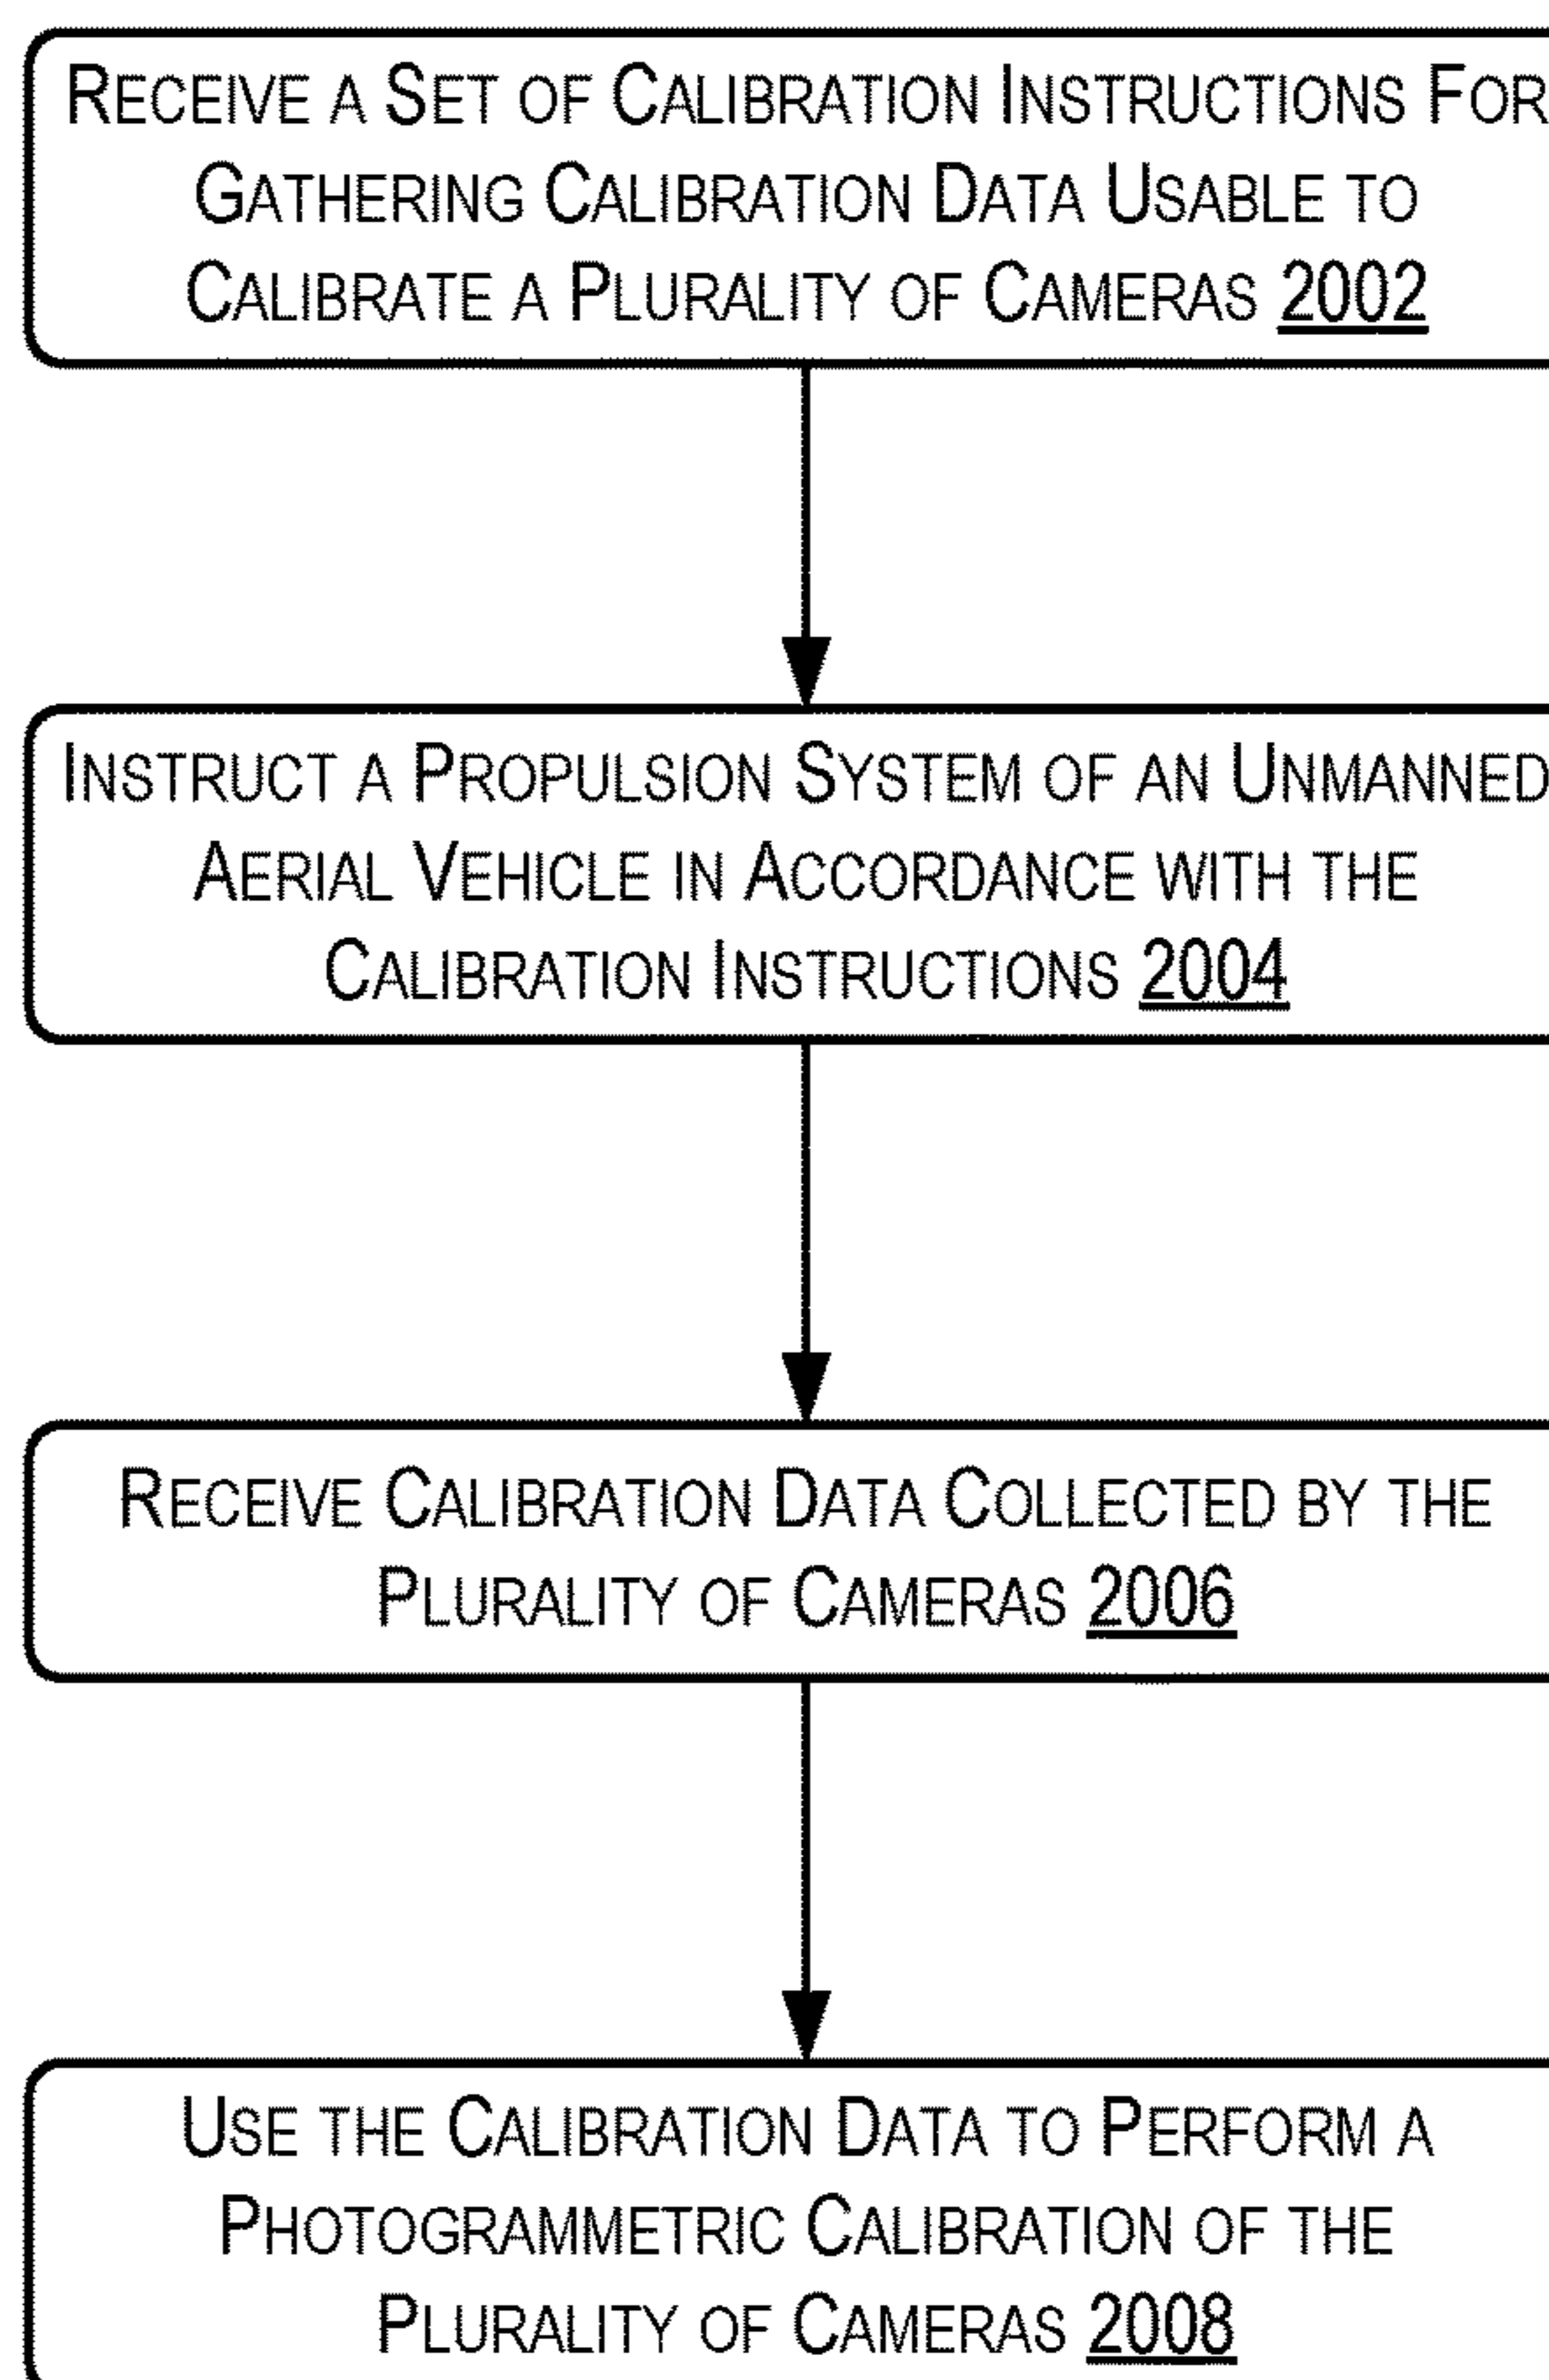 RECEIVE A SET OF CALIBRATION INSTRUCTIONS FOR
GATHERING CALIBRATION DATA USABLE TO
CALIBRATE A PLURALITY OF CAMERAS 2002
INSTRUCT A PROPULSION SYSTEM OF AN UNMANNED
AERIAL VEHICLE IN ACCORDANCE WITH THE
CALIBRATION INSTRUCTIONS 2004
RECEIVE CALIBRATION DATA COLLECTED BY THE
PLURALITY OF CAMERAS 2006
USE THE CALIBRATION DATA TO PERFORM A
PHOTOGRAMMETRIC CALIBRATION OF THE
PLURALITY OF CAMERAS 2008